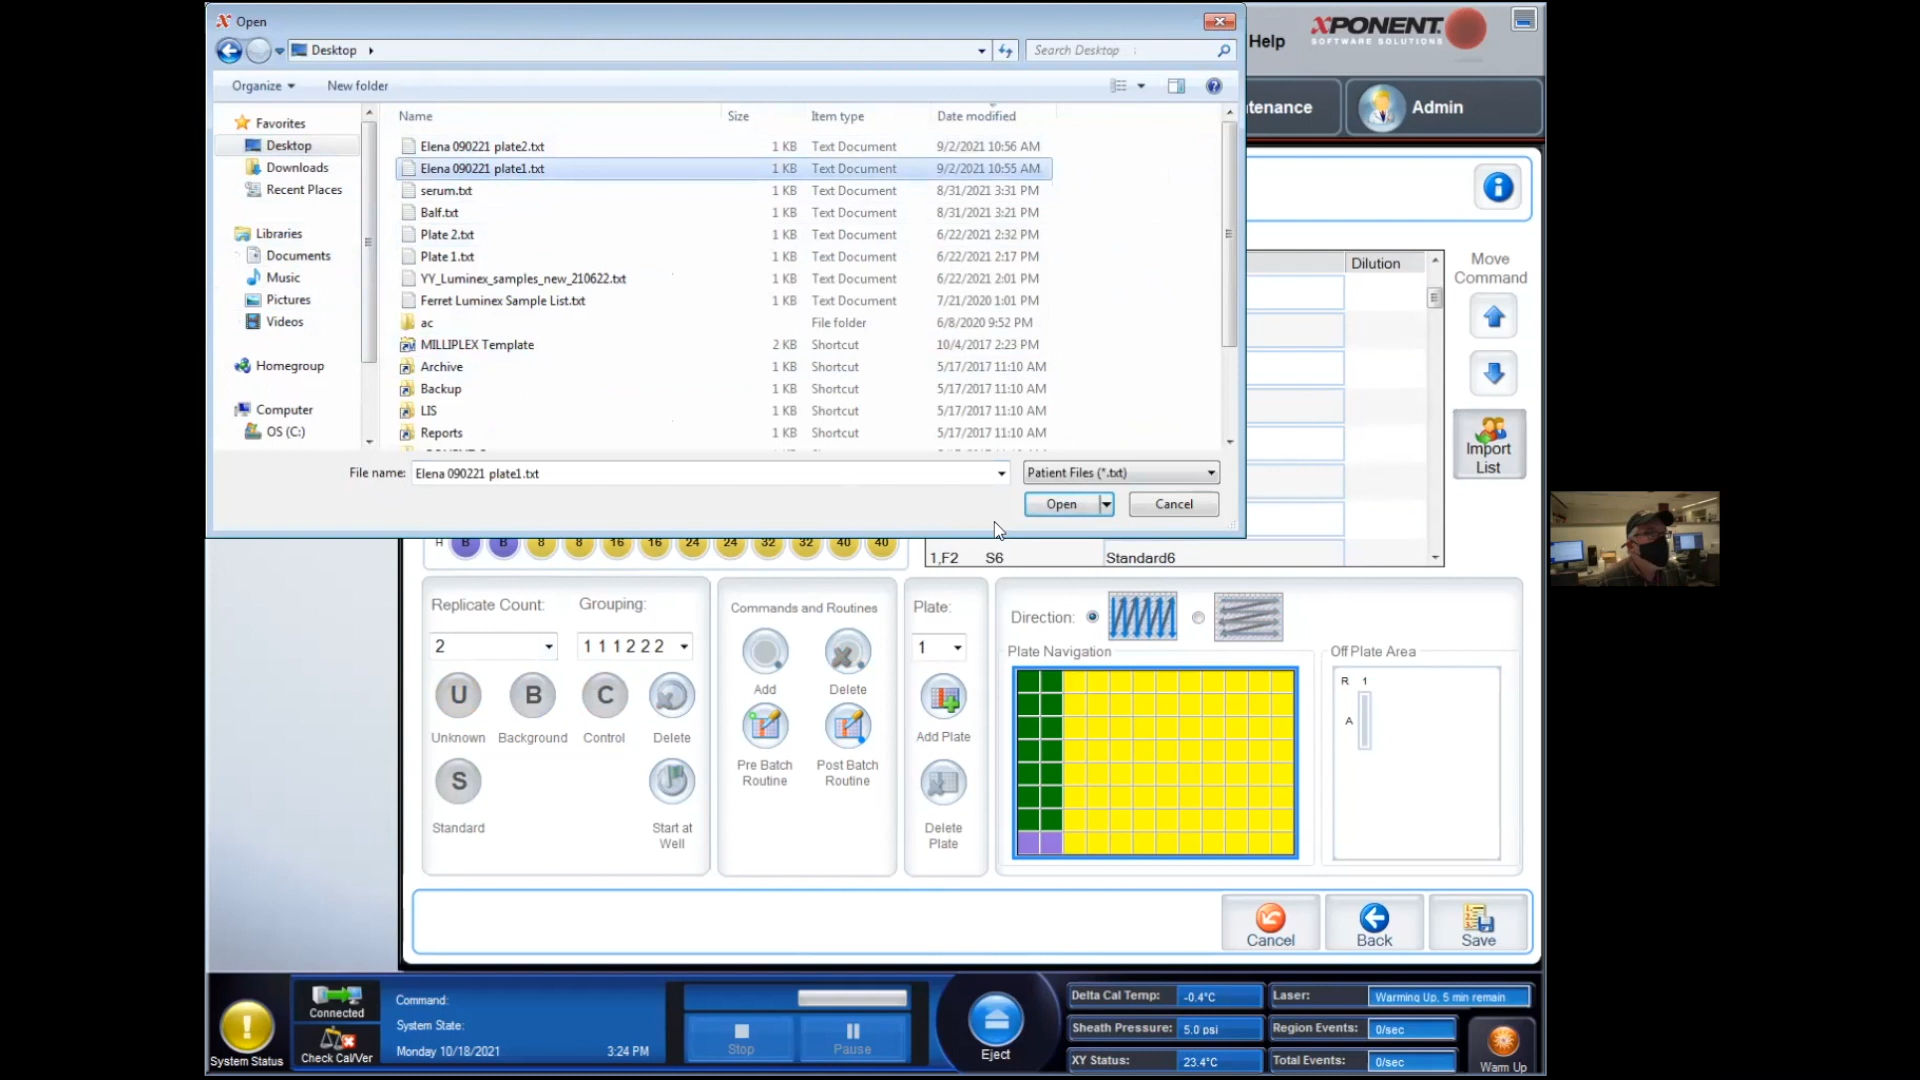 Open
Desktop
Search Desktop
Organize
New folder
Name Size Item type Date modified
Favorites
Desktop
Downloads
Recent Places
Libraries
Documents
Music
Pictures
Videos
Homegroup
Computer
OS (C:)
Elena 090221 plate2.txt 1 KB Text Document 9/2/2021 10:56 AM
Elena 090221 plate1.txt 1 KB Text Document 9/2/2021 10:55 AM
serum.txt 1 KB Text Document 8/31/2021 3:31 PM
Balf.txt 1 KB Text Document 8/31/2021 3:21 PM
Plate 2.txt 1 KB Text Document 6/22/2021 2:32 PM
Plate 1.txt 1 KB Text Document 6/22/2021 2:17 PM
YY_Luminex_samples_new_210622.txt 1 KB Text Document 6/22/2021 2:01 PM
Ferret Luminex Sample List.txt 1 KB Text Document 7/21/2020 1:01 PM
ac File folder 6/8/2020 9:52 PM
MILLIPLEX Template 2 KB Shortcut 10/4/2017 2:23 PM
Archive 1 KB Shortcut 5/17/2017 11:10 AM
Backup 1 KB Shortcut 5/17/2017 11:10 AM
LIS 1 KB Shortcut 5/17/2017 11:10 AM
Reports 1 KB Shortcut 5/17/2017 11:10 AM
File name: Elena 090221 plate1.txt Patient Files (*.txt)
Open Cancel
Help
XPONENT
SOFTWARE SOLUTIONS
tenance
Admin
Dilution
Move
Command
Import
List
H B B 8 8 16 16 24 24 32 32 40 40
1,F2 S6 Standard6
Replicate Count: Grouping:
2 1 1 1 2 2 2
U B C
Unknown Background Control Delete
S
Standard Start at
Well
Commands and Routines
Add Delete
Pre Batch
Routine
Post Batch
Routine
Plate:
1
Add Plate
Delete
Plate
Direction:
Plate Navigation
Off Plate Area
R 1
A
Cancel Back Save
System Status
Connected
Check Cal/Ver
Command:
System State:
Monday 10/18/2021 3:24 PM
Stop Pause
Eject
Delta Cal Temp: -0.4°C
Sheath Pressure: 5.0 psi
XY Status: 23.4°C
Laser: Warming Up, 5 min remain
Region Events: 0/sec
Total Events: 0/sec
Warm Up